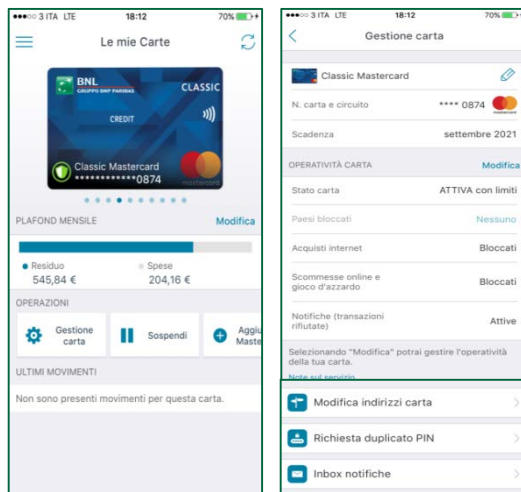 3 ITA LTE 18:12 70%
Le mie Carte
BNL
GRUPPO BNP PARIBAS
CLASSIC
CREDIT
Classic Mastercard
************0874
mastercard
PLAFOND MENSILE Modifica
Residuo Spese
545,84 € 204,16 €
OPERAZIONI
Gestione
carta
Sospendi
Aggiu
Maste
ULTIMI MOVIMENTI
Non sono presenti movimenti per questa carta.
3 ITA LTE 18:12 70%
Gestione carta
Classic Mastercard
N. carta e circuito **** 0874
mastercard
Scadenza settembre 2021
OPERATIVITÀ CARTA Modifica
Stato carta ATTIVA con limiti
Paesi bloccati Nessuno
Acquisti internet Bloccati
Scommesse online e
gioco d'azzardo Bloccati
Notifiche (transazioni
rifiutate) Attive
Selezionando "Modifica" potrai gestire l'operatività
della tua carta.
Note sul servizio
Modifica indirizzi carta
Richiesta duplicato PIN
Inbox notifiche